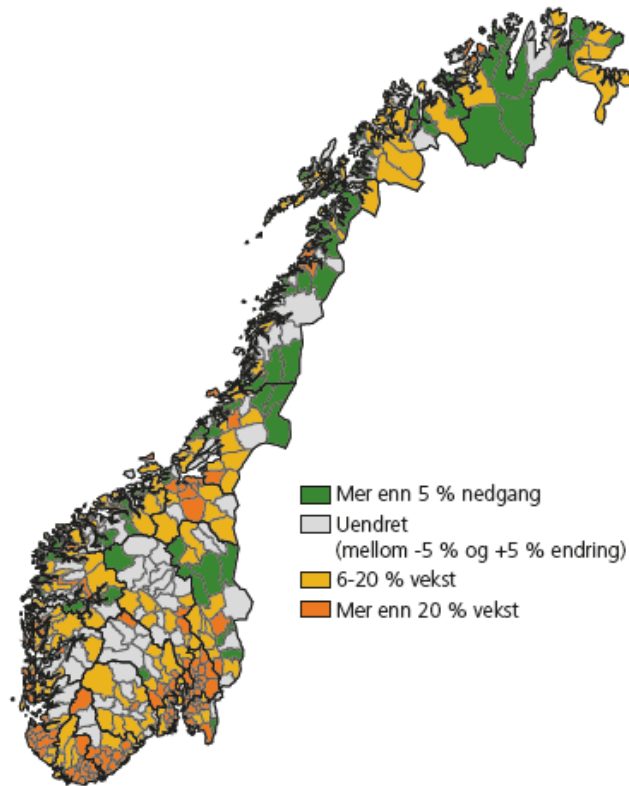 Mer enn 5 % nedgang
Uendret
(mellom -5 % og +5 % endring)
6-20 % vekst
Mer enn 20 % vekst